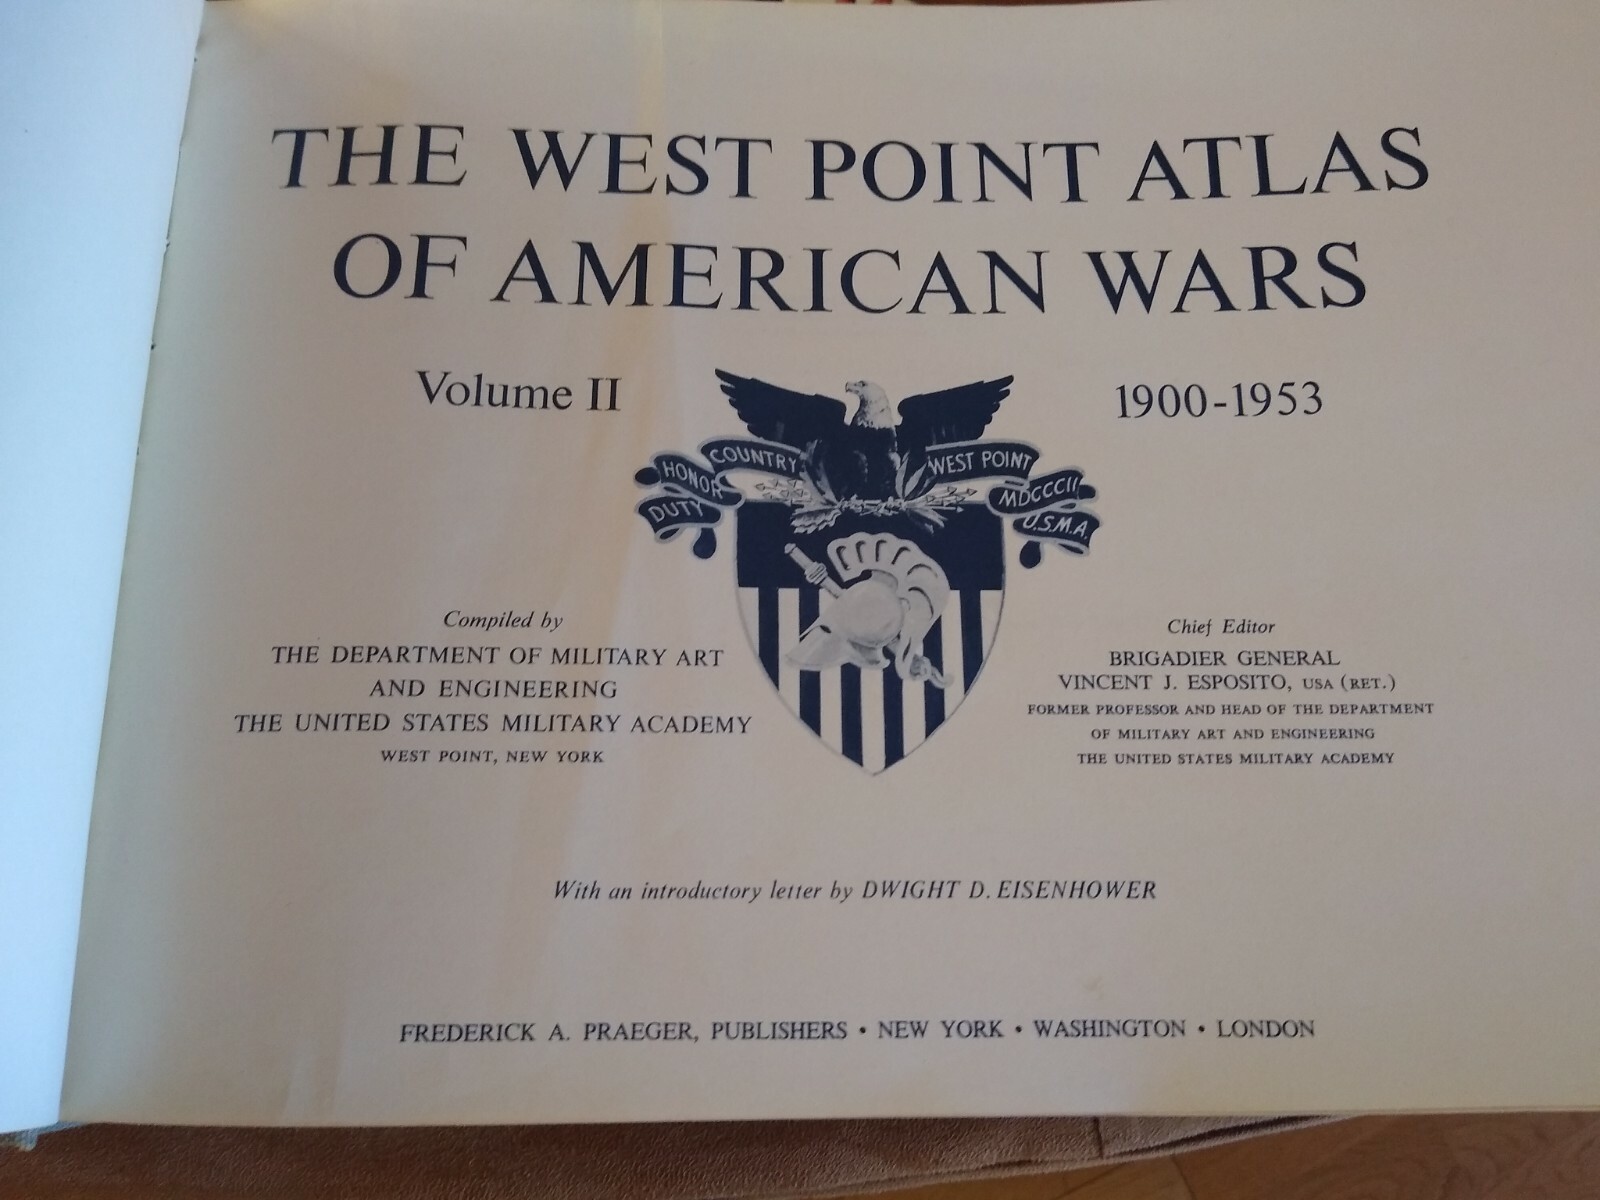 THE WEST POINT ATLAS
OF AMERICAN WARS
Volume II
1900-1953
DUTY
HONOR
COUNTRY
WEST POINT
MDCCCII
U.S.M.A.
Compiled by
THE DEPARTMENT OF MILITARY ART
AND ENGINEERING
THE UNITED STATES MILITARY ACADEMY
WEST POINT, NEW YORK
Chief Editor
BRIGADIER GENERAL
VINCENT J. ESPOSITO, USA (RET.)
FORMER PROFESSOR AND HEAD OF THE DEPARTMENT
OF MILITARY ART AND ENGINEERING
THE UNITED STATES MILITARY ACADEMY
With an introductory letter by DWIGHT D. EISENHOWER
FREDERICK A. PRAEGER, PUBLISHERS • NEW YORK • WASHINGTON • LONDON